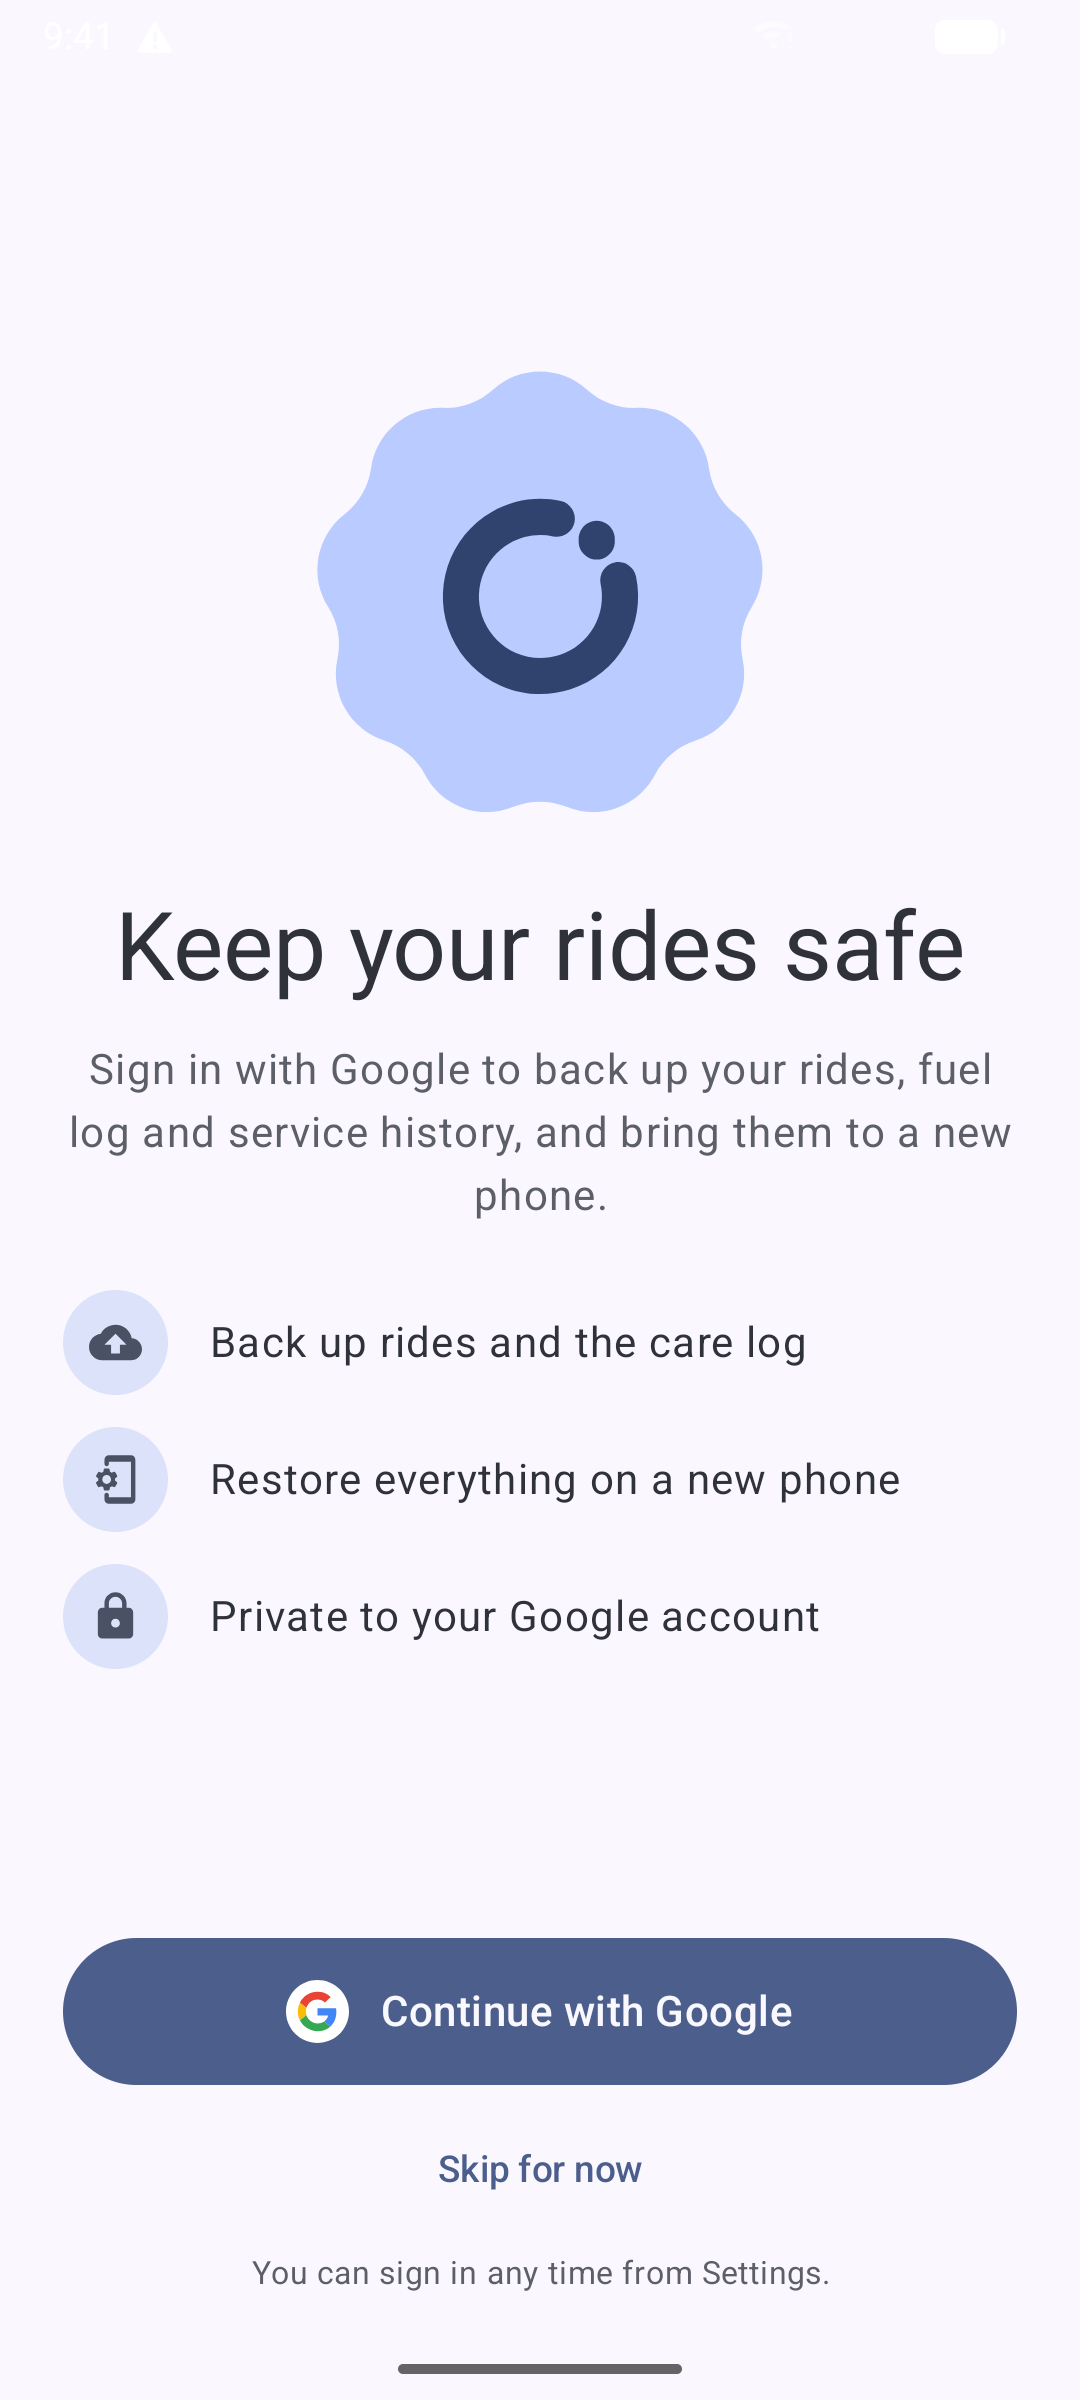 9:41
Keep your rides safe
Sign in with Google to back up your rides, fuel
log and service history, and bring them to a new
phone.
Back up rides and the care log
Restore everything on a new phone
Private to your Google account
Continue with Google
Skip for now
You can sign in any time from Settings.